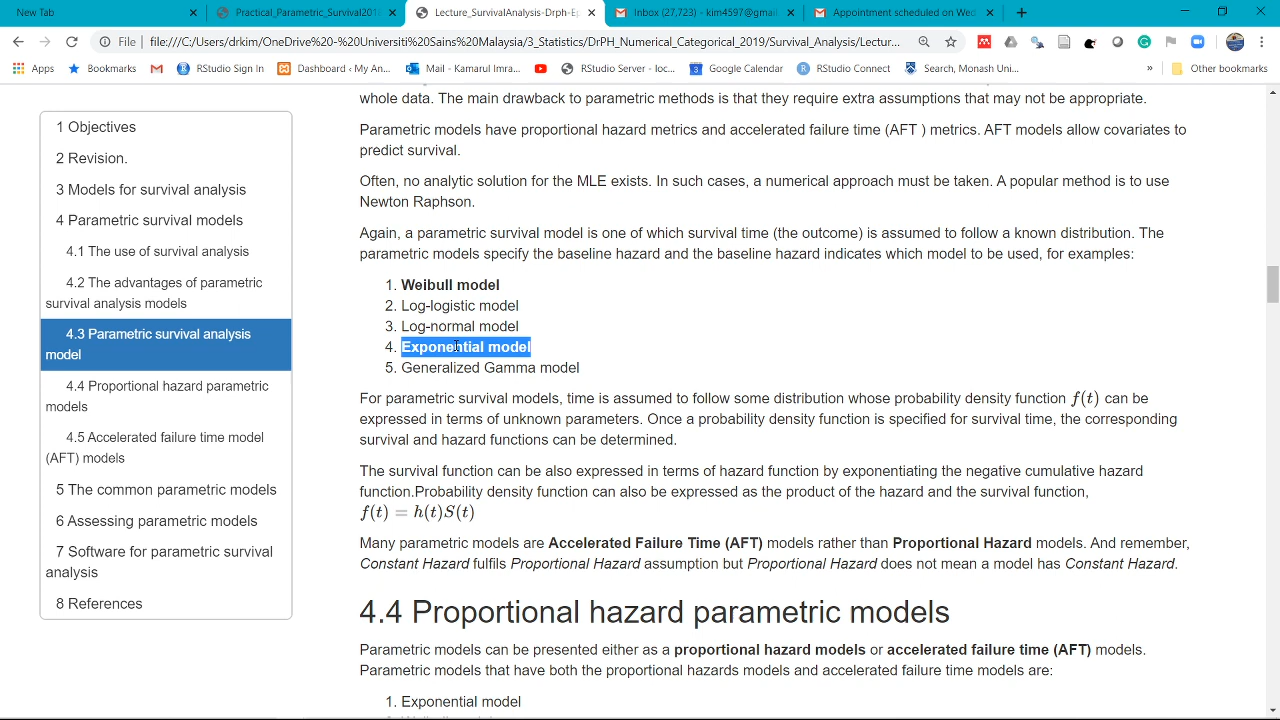 New Tab
Practical_Parametric_Survival201
Lecture_SurvivalAnalysis-Drph-Ep
Inbox (27,723) - kim4597@gmail
Appointment scheduled on Wed
File
file:///C:/Users/drkim/OneDrive%20-%20Universiti%20Sains%20Malaysia/3_Statistics/DrPH_Numerical_Categorical_2019/Survival_Analysis/Lectur...
Apps
Bookmarks
RStudio Sign In
Dashboard ‹ My An...
Mail - Kamarul Imra...
RStudio Server - loc...
Google Calendar
RStudio Connect
Search, Monash Uni...
»
Other bookmarks
1 Objectives
2 Revision.
3 Models for survival analysis
4 Parametric survival models
4.1 The use of survival analysis
4.2 The advantages of parametric
survival analysis models
4.3 Parametric survival analysis
model
4.4 Proportional hazard parametric
models
4.5 Accelerated failure time model
(AFT) models
5 The common parametric models
6 Assessing parametric models
7 Software for parametric survival
analysis
8 References
whole data. The main drawback to parametric methods is that they require extra assumptions that may not be appropriate.
Parametric models have proportional hazard metrics and accelerated failure time (AFT ) metrics. AFT models allow covariates to
predict survival.
Often, no analytic solution for the MLE exists. In such cases, a numerical approach must be taken. A popular method is to use
Newton Raphson.
Again, a parametric survival model is one of which survival time (the outcome) is assumed to follow a known distribution. The
parametric models specify the baseline hazard and the baseline hazard indicates which model to be used, for examples:
1. Weibull model
2. Log-logistic model
3. Log-normal model
4. Exponential model
5. Generalized Gamma model
For parametric survival models, time is assumed to follow some distribution whose probability density function f(t) can be
expressed in terms of unknown parameters. Once a probability density function is specified for survival time, the corresponding
survival and hazard functions can be determined.
The survival function can be also expressed in terms of hazard function by exponentiating the negative cumulative hazard
function.Probability density function can also be expressed as the product of the hazard and the survival function,
f(t) = h(t)S(t)
Many parametric models are Accelerated Failure Time (AFT) models rather than Proportional Hazard models. And remember,
Constant Hazard fulfils Proportional Hazard assumption but Proportional Hazard does not mean a model has Constant Hazard.
4.4 Proportional hazard parametric models
Parametric models can be presented either as a proportional hazard models or accelerated failure time (AFT) models.
Parametric models that have both the proportional hazards models and accelerated failure time models are:
1. Exponential model